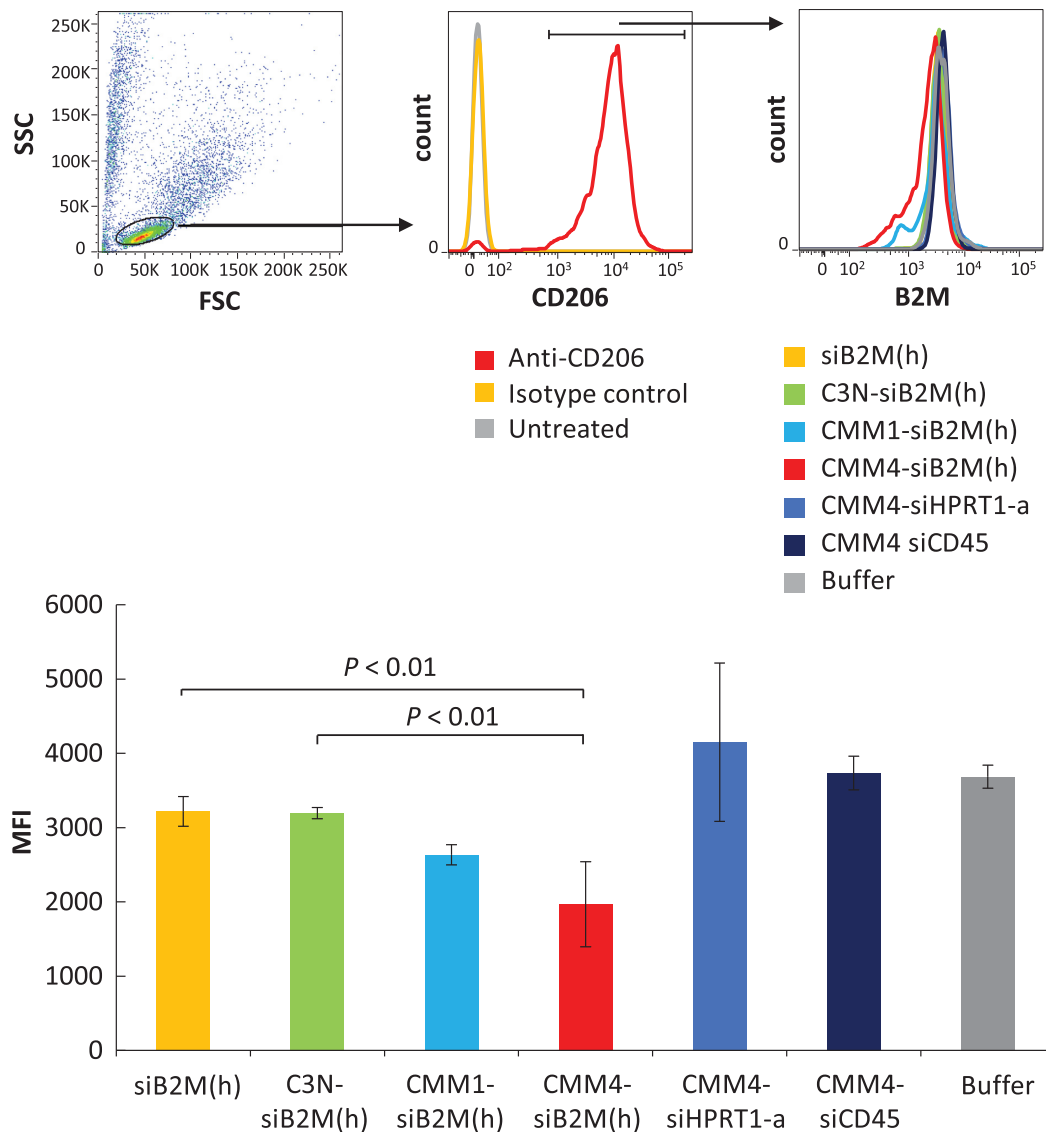 250K
200K
150K
100K
50K
0
SSC
0 50K 100K 150K 200K 250K
FSC
count
0
0 10² 10³ 10⁴ 10⁵
CD206
count
0
0 10² 10³ 10⁴ 10⁵
B2M
Anti-CD206
Isotype control
Untreated
siB2M(h)
C3N-siB2M(h)
CMM1-siB2M(h)
CMM4-siB2M(h)
CMM4-siHPRT1-a
CMM4 siCD45
Buffer
6000
5000
4000
3000
2000
1000
0
MFI
P < 0.01
P < 0.01
siB2M(h)
C3N-
siB2M(h)
CMM1-
siB2M(h)
CMM4-
siB2M(h)
CMM4-
siHPRT1-a
CMM4-
siCD45
Buffer